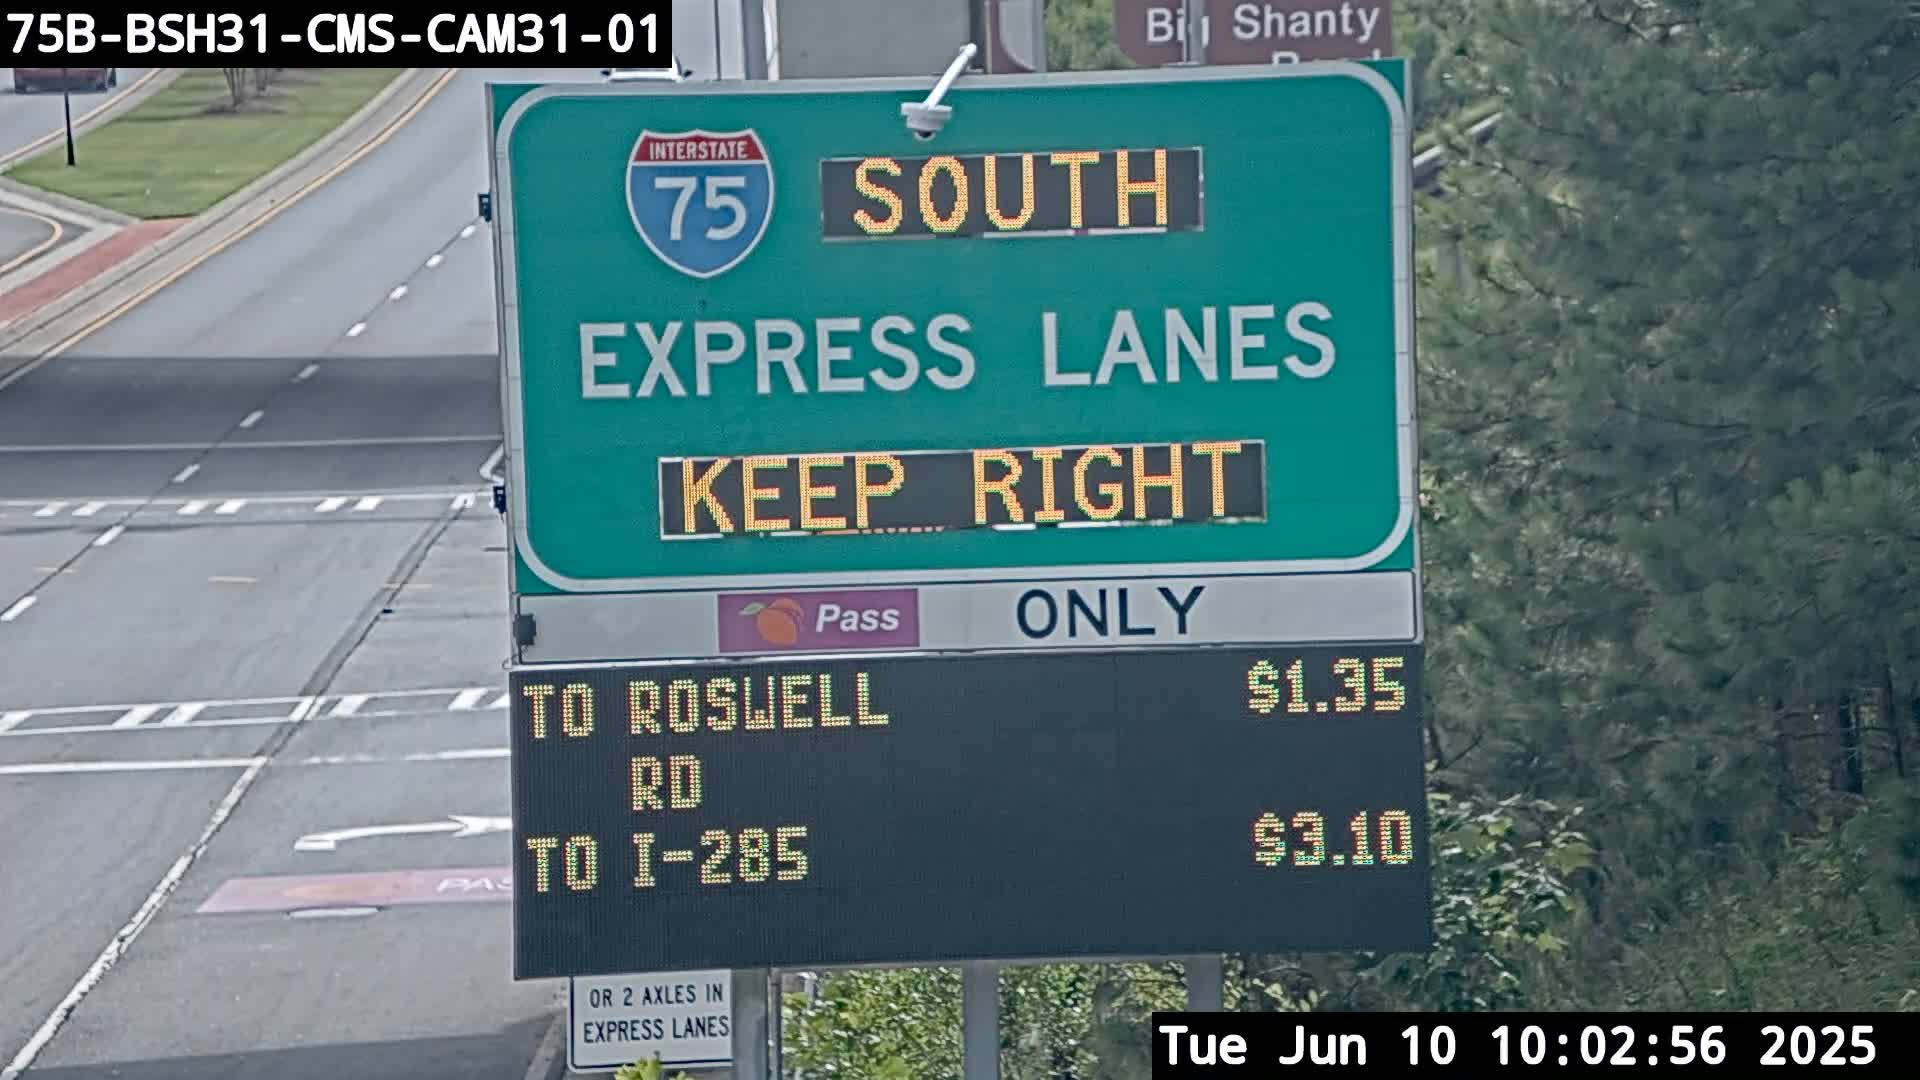 75B-BSH31-CMS-CAM31-01
Big Shanty
INTERSTATE
75
SOUTH
EXPRESS LANES
KEEP RIGHT
Pass ONLY
TO ROSWELL $1.35
RD
TO I-285 $3.10
OR 2 AXLES IN
EXPRESS LANES
Tue Jun 10 10:02:56 2025